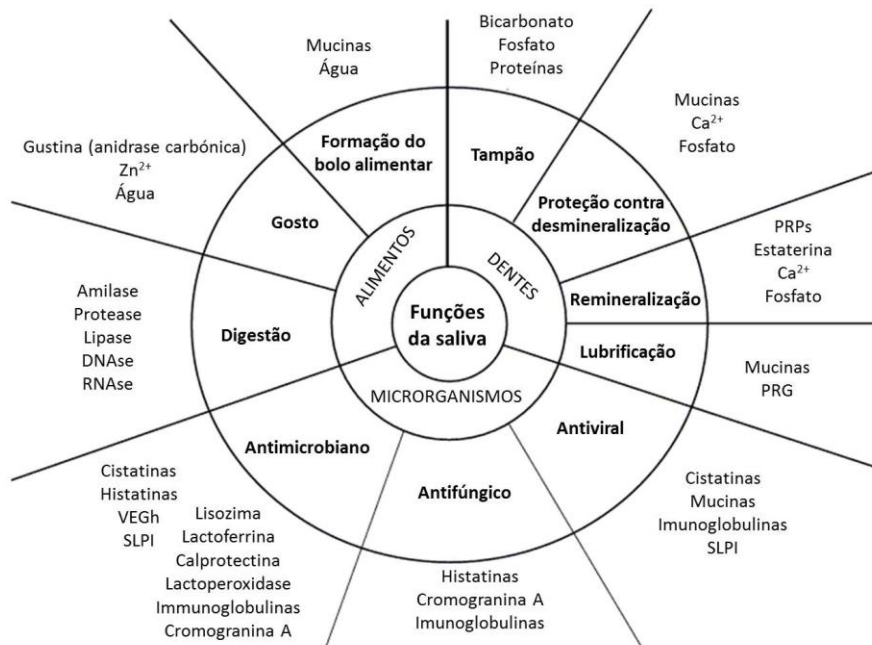 Funções
da saliva
ALIMENTOS
DENTES
MICRORGANISMOS
Formação do
bolo alimentar
Mucinas
Água
Tampão
Bicarbonato
Fosfato
Proteínas
Proteção contra
desmineralização
Mucinas
Ca²⁺
Fosfato
Remineralização
PRPs
Estaterina
Ca²⁺
Fosfato
Lubrificação
Mucinas
PRG
Antiviral
Cistatinas
Mucinas
Imunoglobulinas
SLPI
Antifúngico
Histatinas
Cromogranina A
Imunoglobulinas
Antimicrobiano
Cistatinas
Histatinas
VEGh
SLPI
Lisozima
Lactoferrina
Calprotectina
Lactoperoxidase
Immunoglobulinas
Cromogranina A
Digestão
Amilase
Protease
Lipase
DNAse
RNAse
Gosto
Gustina (anidrase carbónica)
Zn²⁺
Água